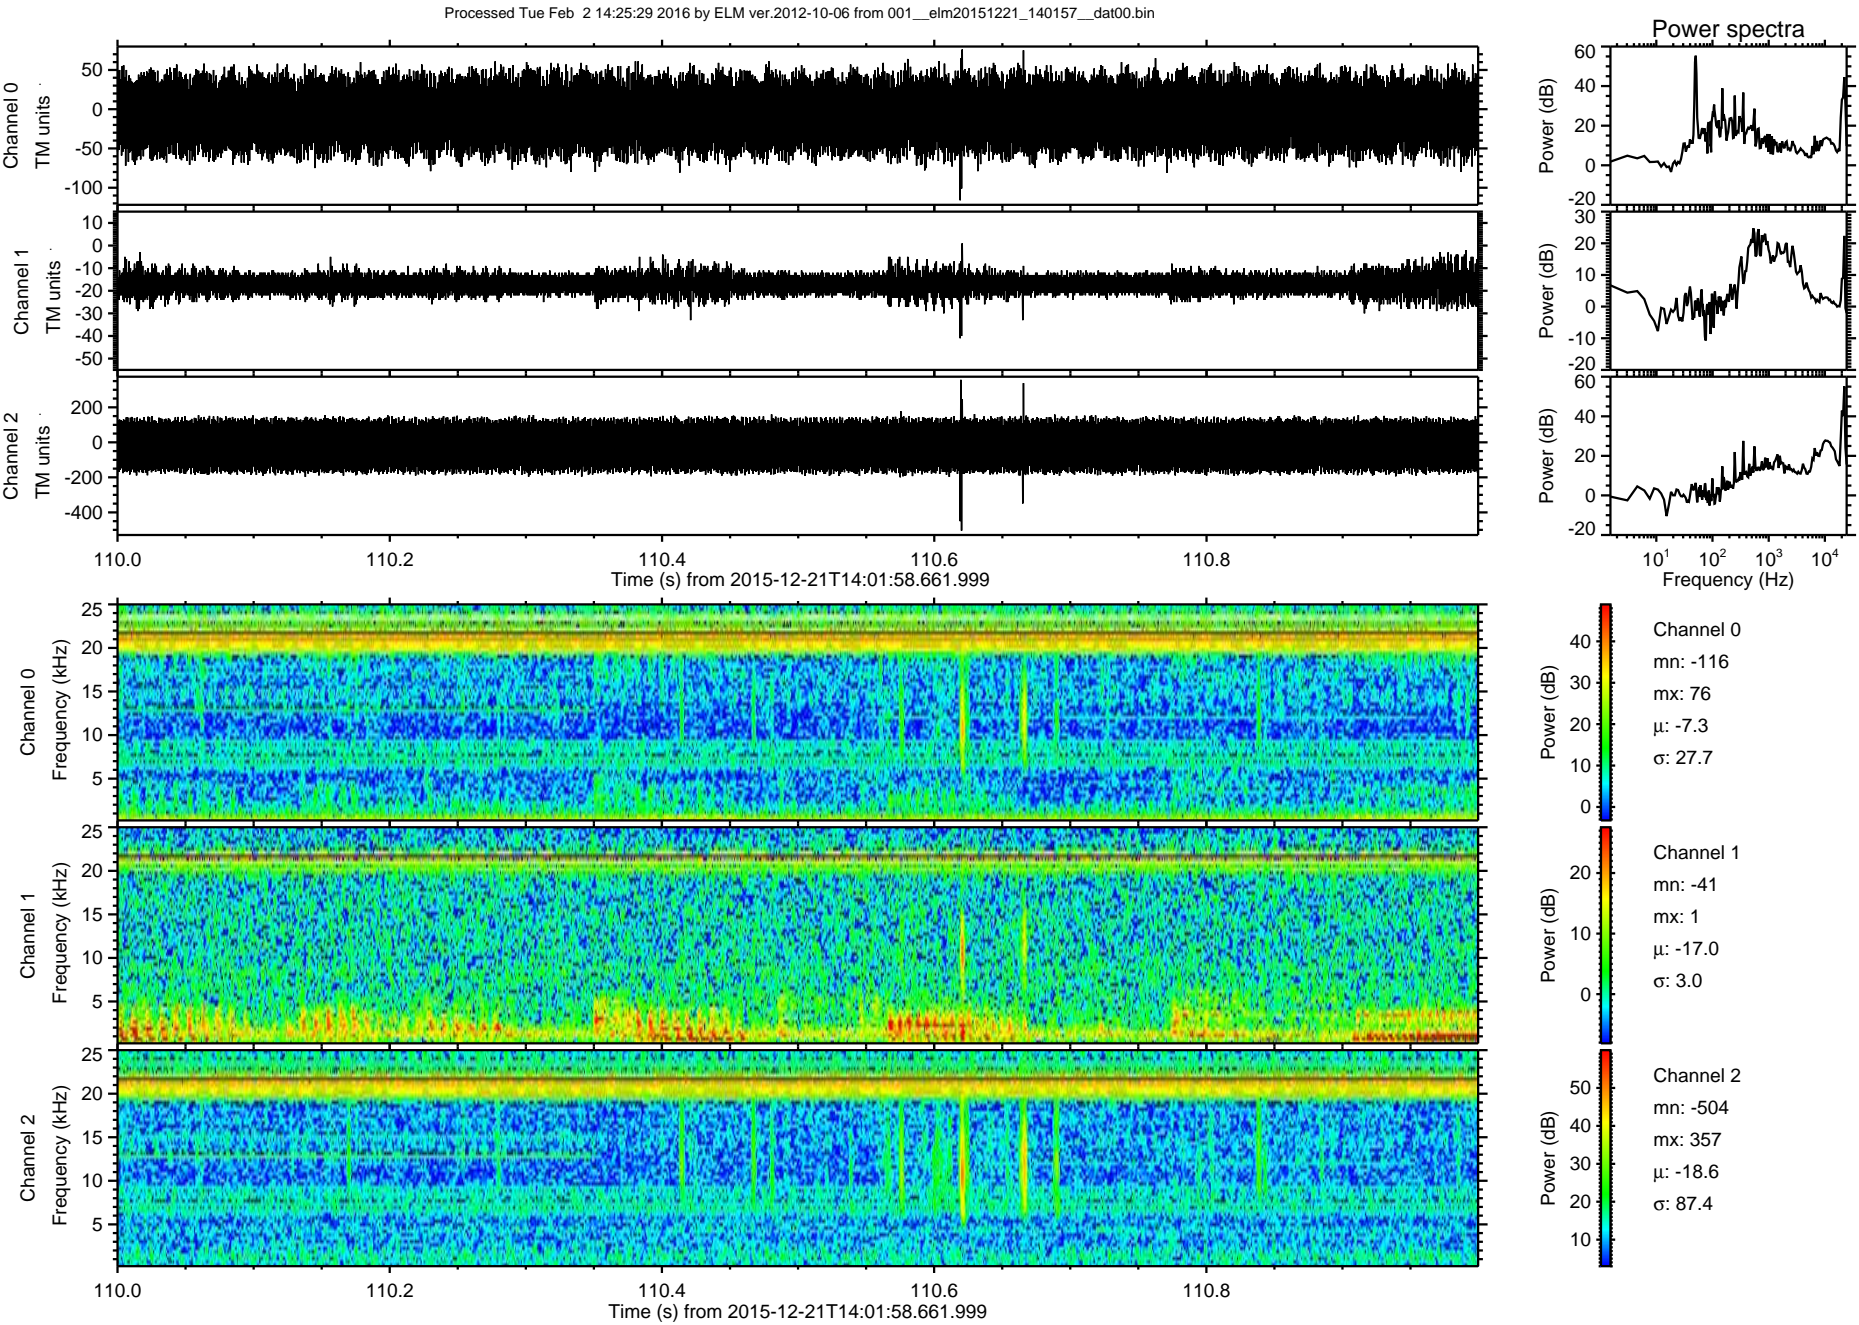 Processed Tue Feb  2 14:25:29 2016 by ELM ver.2012-10-06 from 001__elm20151221_140157__dat00.bin
Power spectra
Channel 0
TM units
50
0
-50
-100
Power (dB)
60
40
20
0
-20
Channel 1
TM units
10
0
-10
-20
-30
-40
-50
Power (dB)
30
20
10
0
-10
-20
Channel 2
TM units
200
0
-200
-400
Power (dB)
60
40
20
0
-20
110.0 110.2 110.4 110.6 110.8
Time (s) from 2015-12-21T14:01:58.661.999
10¹ 10² 10³ 10⁴
Frequency (Hz)
Channel 0
Frequency (kHz)
25
20
15
10
5
Power (dB)
40
30
20
10
0
Channel 0
mn: -116
mx: 76
μ: -7.3
σ: 27.7
Channel 1
Frequency (kHz)
25
20
15
10
5
Power (dB)
20
10
0
Channel 1
mn: -41
mx: 1
μ: -17.0
σ: 3.0
Channel 2
Frequency (kHz)
25
20
15
10
5
Power (dB)
50
40
30
20
10
Channel 2
mn: -504
mx: 357
μ: -18.6
σ: 87.4
110.0 110.2 110.4 110.6 110.8
Time (s) from 2015-12-21T14:01:58.661.999